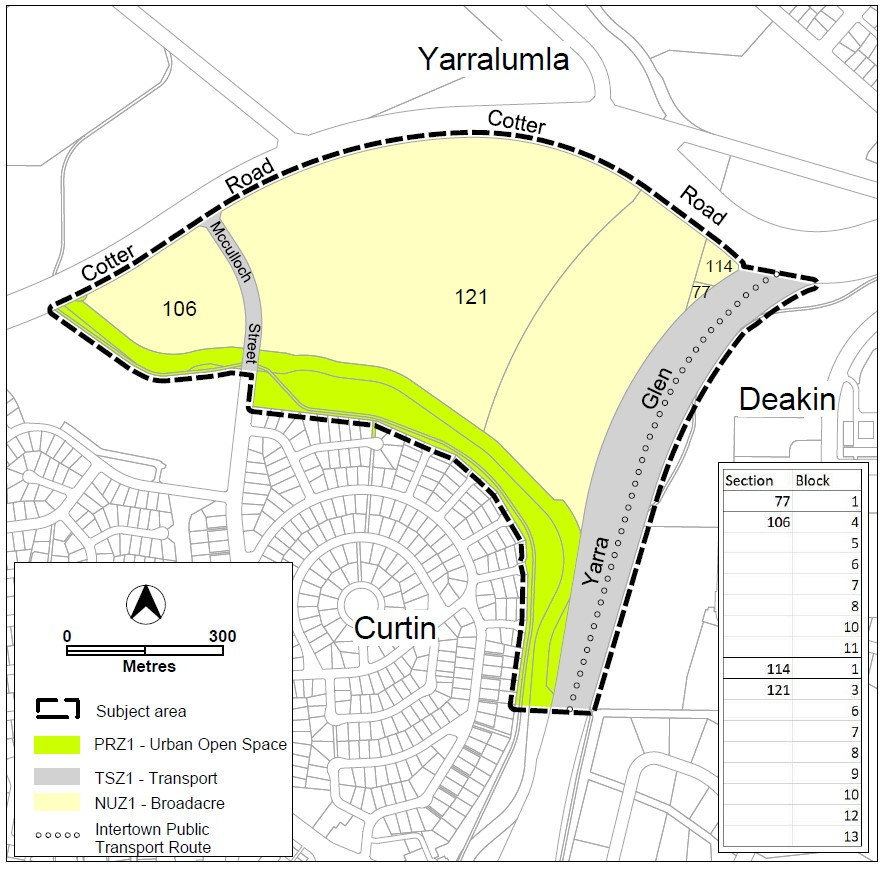 Yarralumla
Cotter
Road
Road
Cotter
Mcculloch
Street
106
121
114
77
Glen
Yarra
Deakin
Curtin
Section Block
77 1
106 4
5
6
7
8
10
11
114 1
121 3
6
7
8
9
10
12
13
0 300
Metres
Subject area
PRZ1 - Urban Open Space
TSZ1 - Transport
NUZ1 - Broadacre
Intertown Public
Transport Route